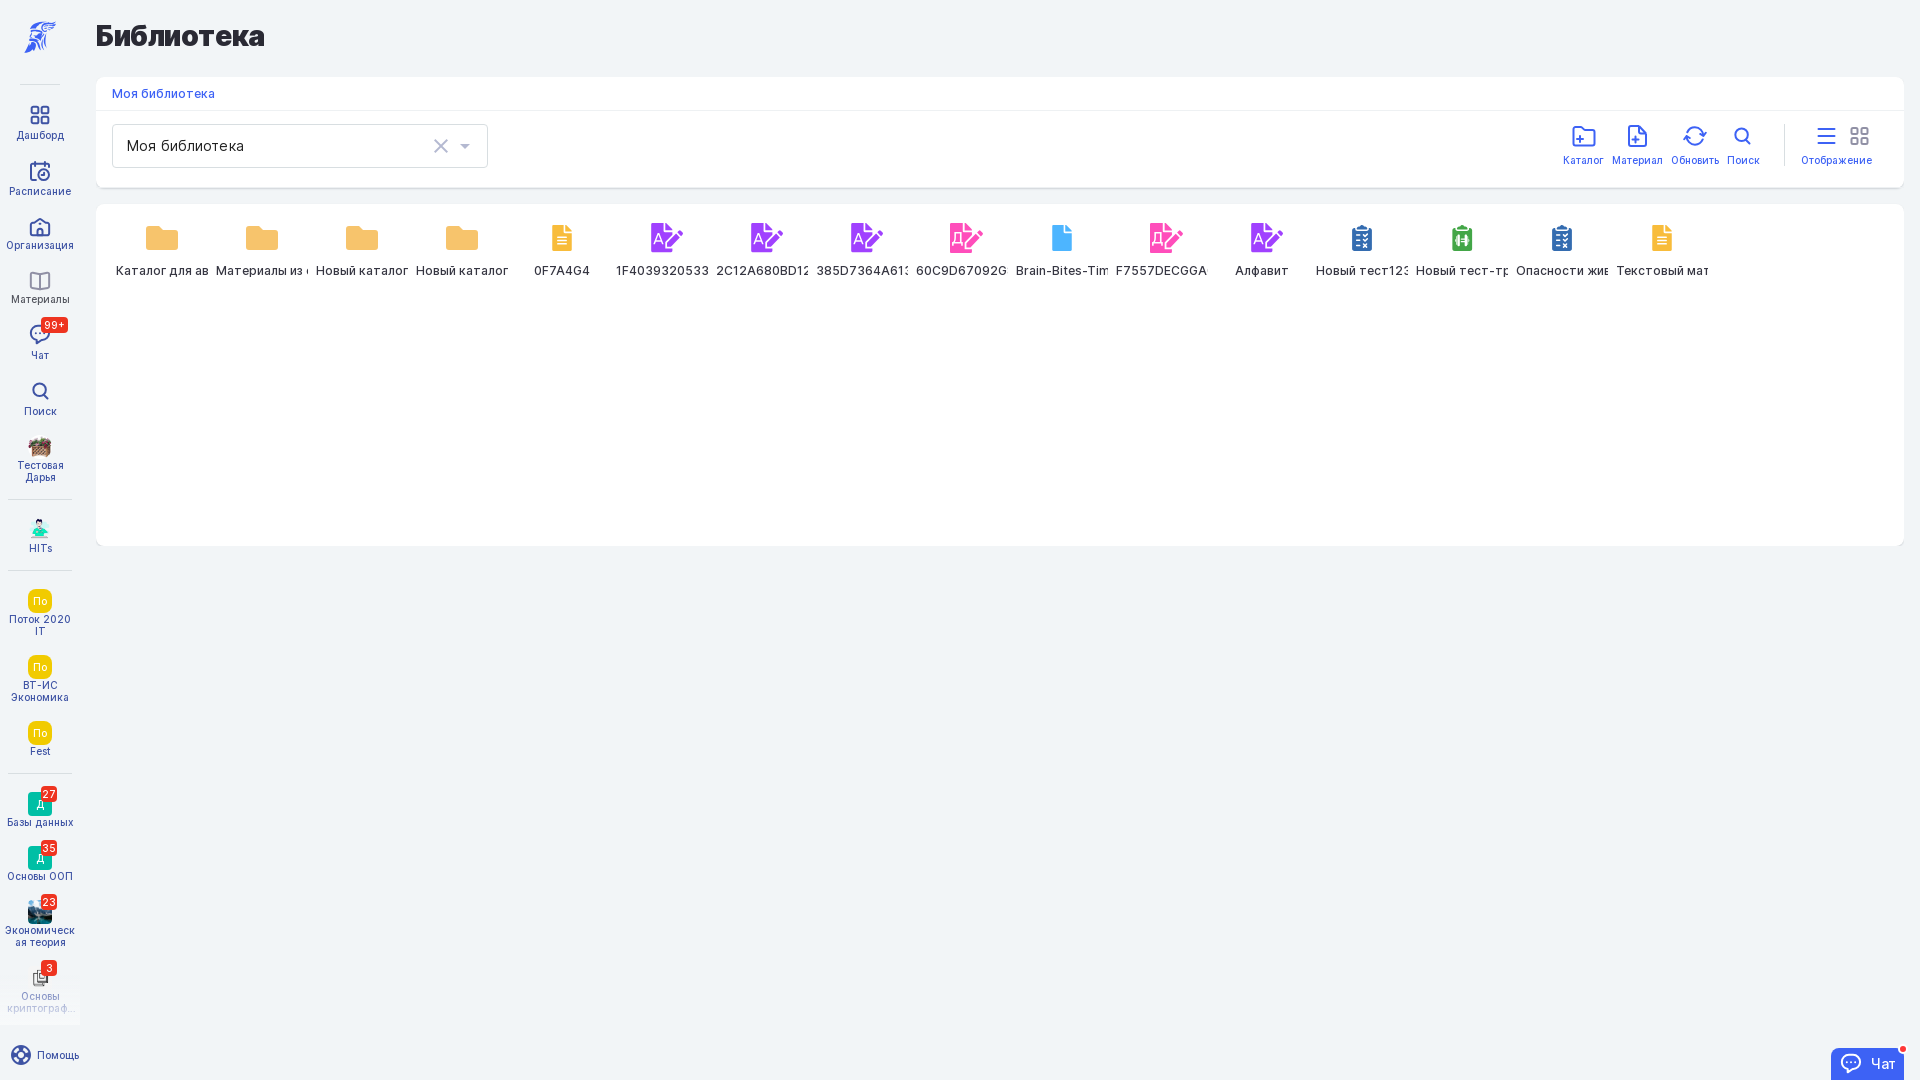 Библиотека
Моя библиотека
Моя библиотека
Каталог
Материал
Обновить
Поиск
Отображение
Каталог для ав
Материалы из
Новый каталог
Новый каталог
0F7A4G4
1F4039320533
2C12A680BD12
385D7364A613
60C9D67092G
Brain-Bites-Tim
F7557DECGGA
Алфавит
Новый тест123
Новый тест-тр
Опасности жив
Текстовый мат
Дашборд
Расписание
Организация
Материалы
99+
Чат
Поиск
Тестовая
Дарья
HITs
По
Поток 2020
IT
По
ВТ-ИС
Экономика
По
Fest
27
Д
Базы данных
35
Д
Основы ООП
23
Экономическ
ая теория
3
Основы
криптограф...
Помощь
Чат